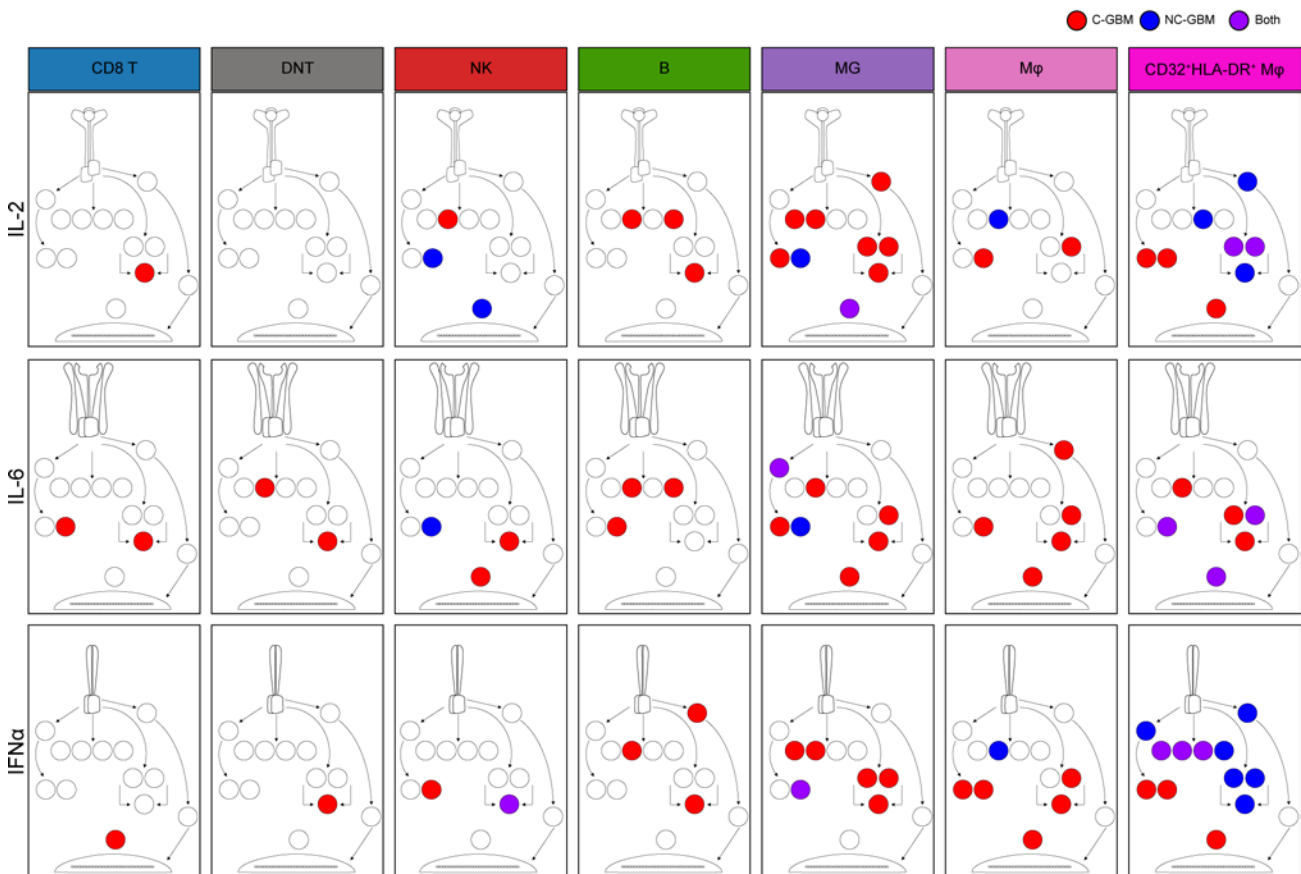 C-GBM NC-GBM Both
CD8 T DNT NK B MG Mφ CD32⁺HLA-DR⁺ Mφ
IL-2
IL-6
IFNα